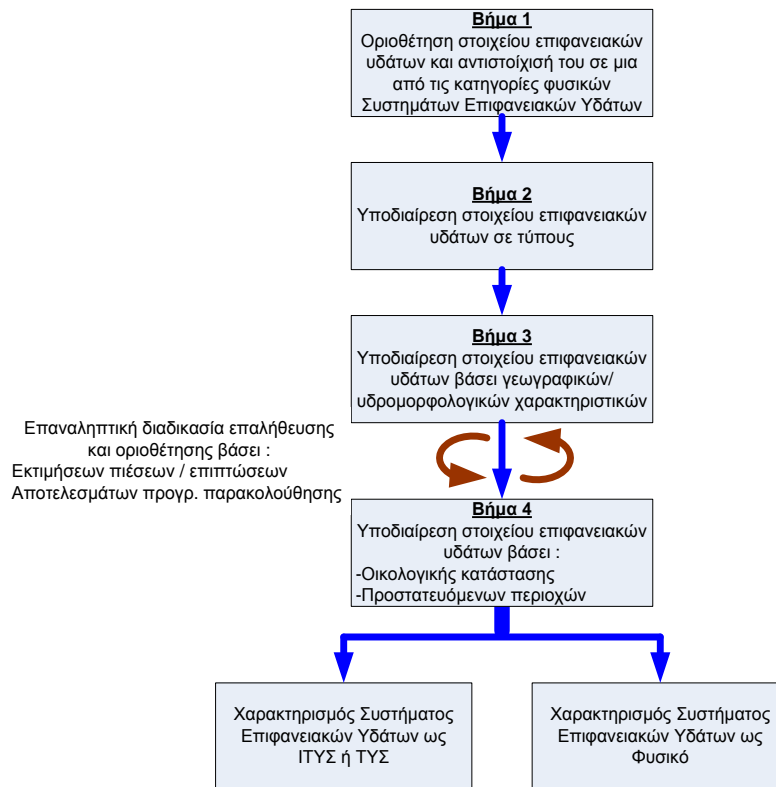 Βήμα 1
Οριοθέτηση στοιχείου επιφανειακών
υδάτων και αντιστοίχισή του σε μια
από τις κατηγορίες φυσικών
Συστημάτων Επιφανειακών Υδάτων
Βήμα 2
Υποδιαίρεση στοιχείου επιφανειακών
υδάτων σε τύπους
Βήμα 3
Υποδιαίρεση στοιχείου επιφανειακών
υδάτων βάσει γεωγραφικών/
υδρομορφολογικών χαρακτηριστικών
Επαναληπτική διαδικασία επαλήθευσης
και οριοθέτησης βάσει :
Εκτιμήσεων πιέσεων / επιπτώσεων
Αποτελεσμάτων προγρ. παρακολούθησης
Βήμα 4
Υποδιαίρεση στοιχείου επιφανειακών
υδάτων βάσει :
-Οικολογικής κατάστασης
-Προστατευόμενων περιοχών
Χαρακτηρισμός Συστήματος
Επιφανειακών Υδάτων ως
ΙΤΥΣ ή ΤΥΣ
Χαρακτηρισμός Συστήματος
Επιφανειακών Υδάτων ως
Φυσικό